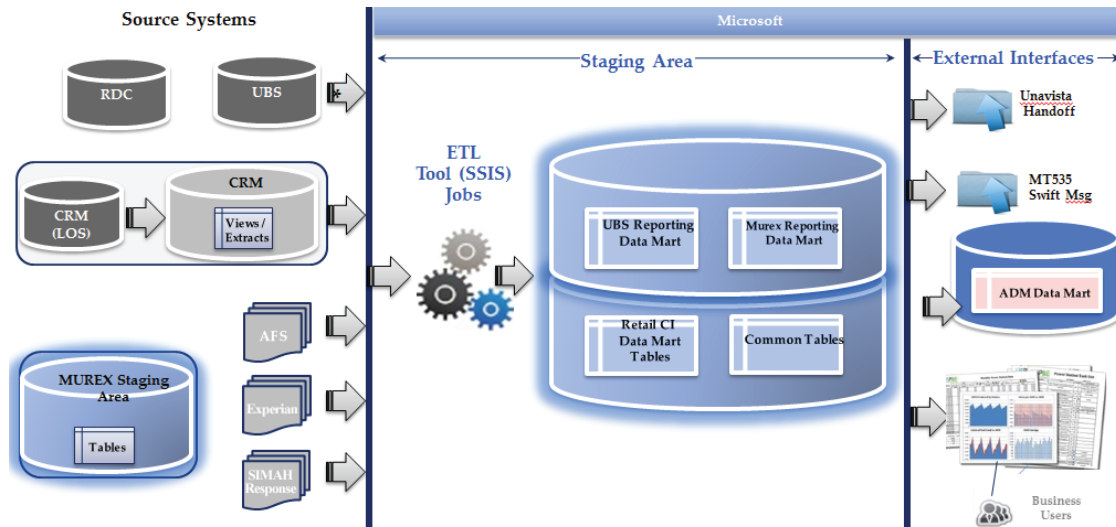 Source Systems
Microsoft
Staging Area
External Interfaces
RDC
UBS
*
CRM
(LOS)
CRM
Views /
Extracts
AFS
Experian
SIMAH
Response
MUREX Staging
Area
Tables
ETL
Tool (SSIS)
Jobs
UBS Reporting
Data Mart
Murex Reporting
Data Mart
Retail CI
Data Mart
Tables
Common Tables
Unavista
Handoff
MT535
Swift Msg
ADM Data Mart
Business
Users